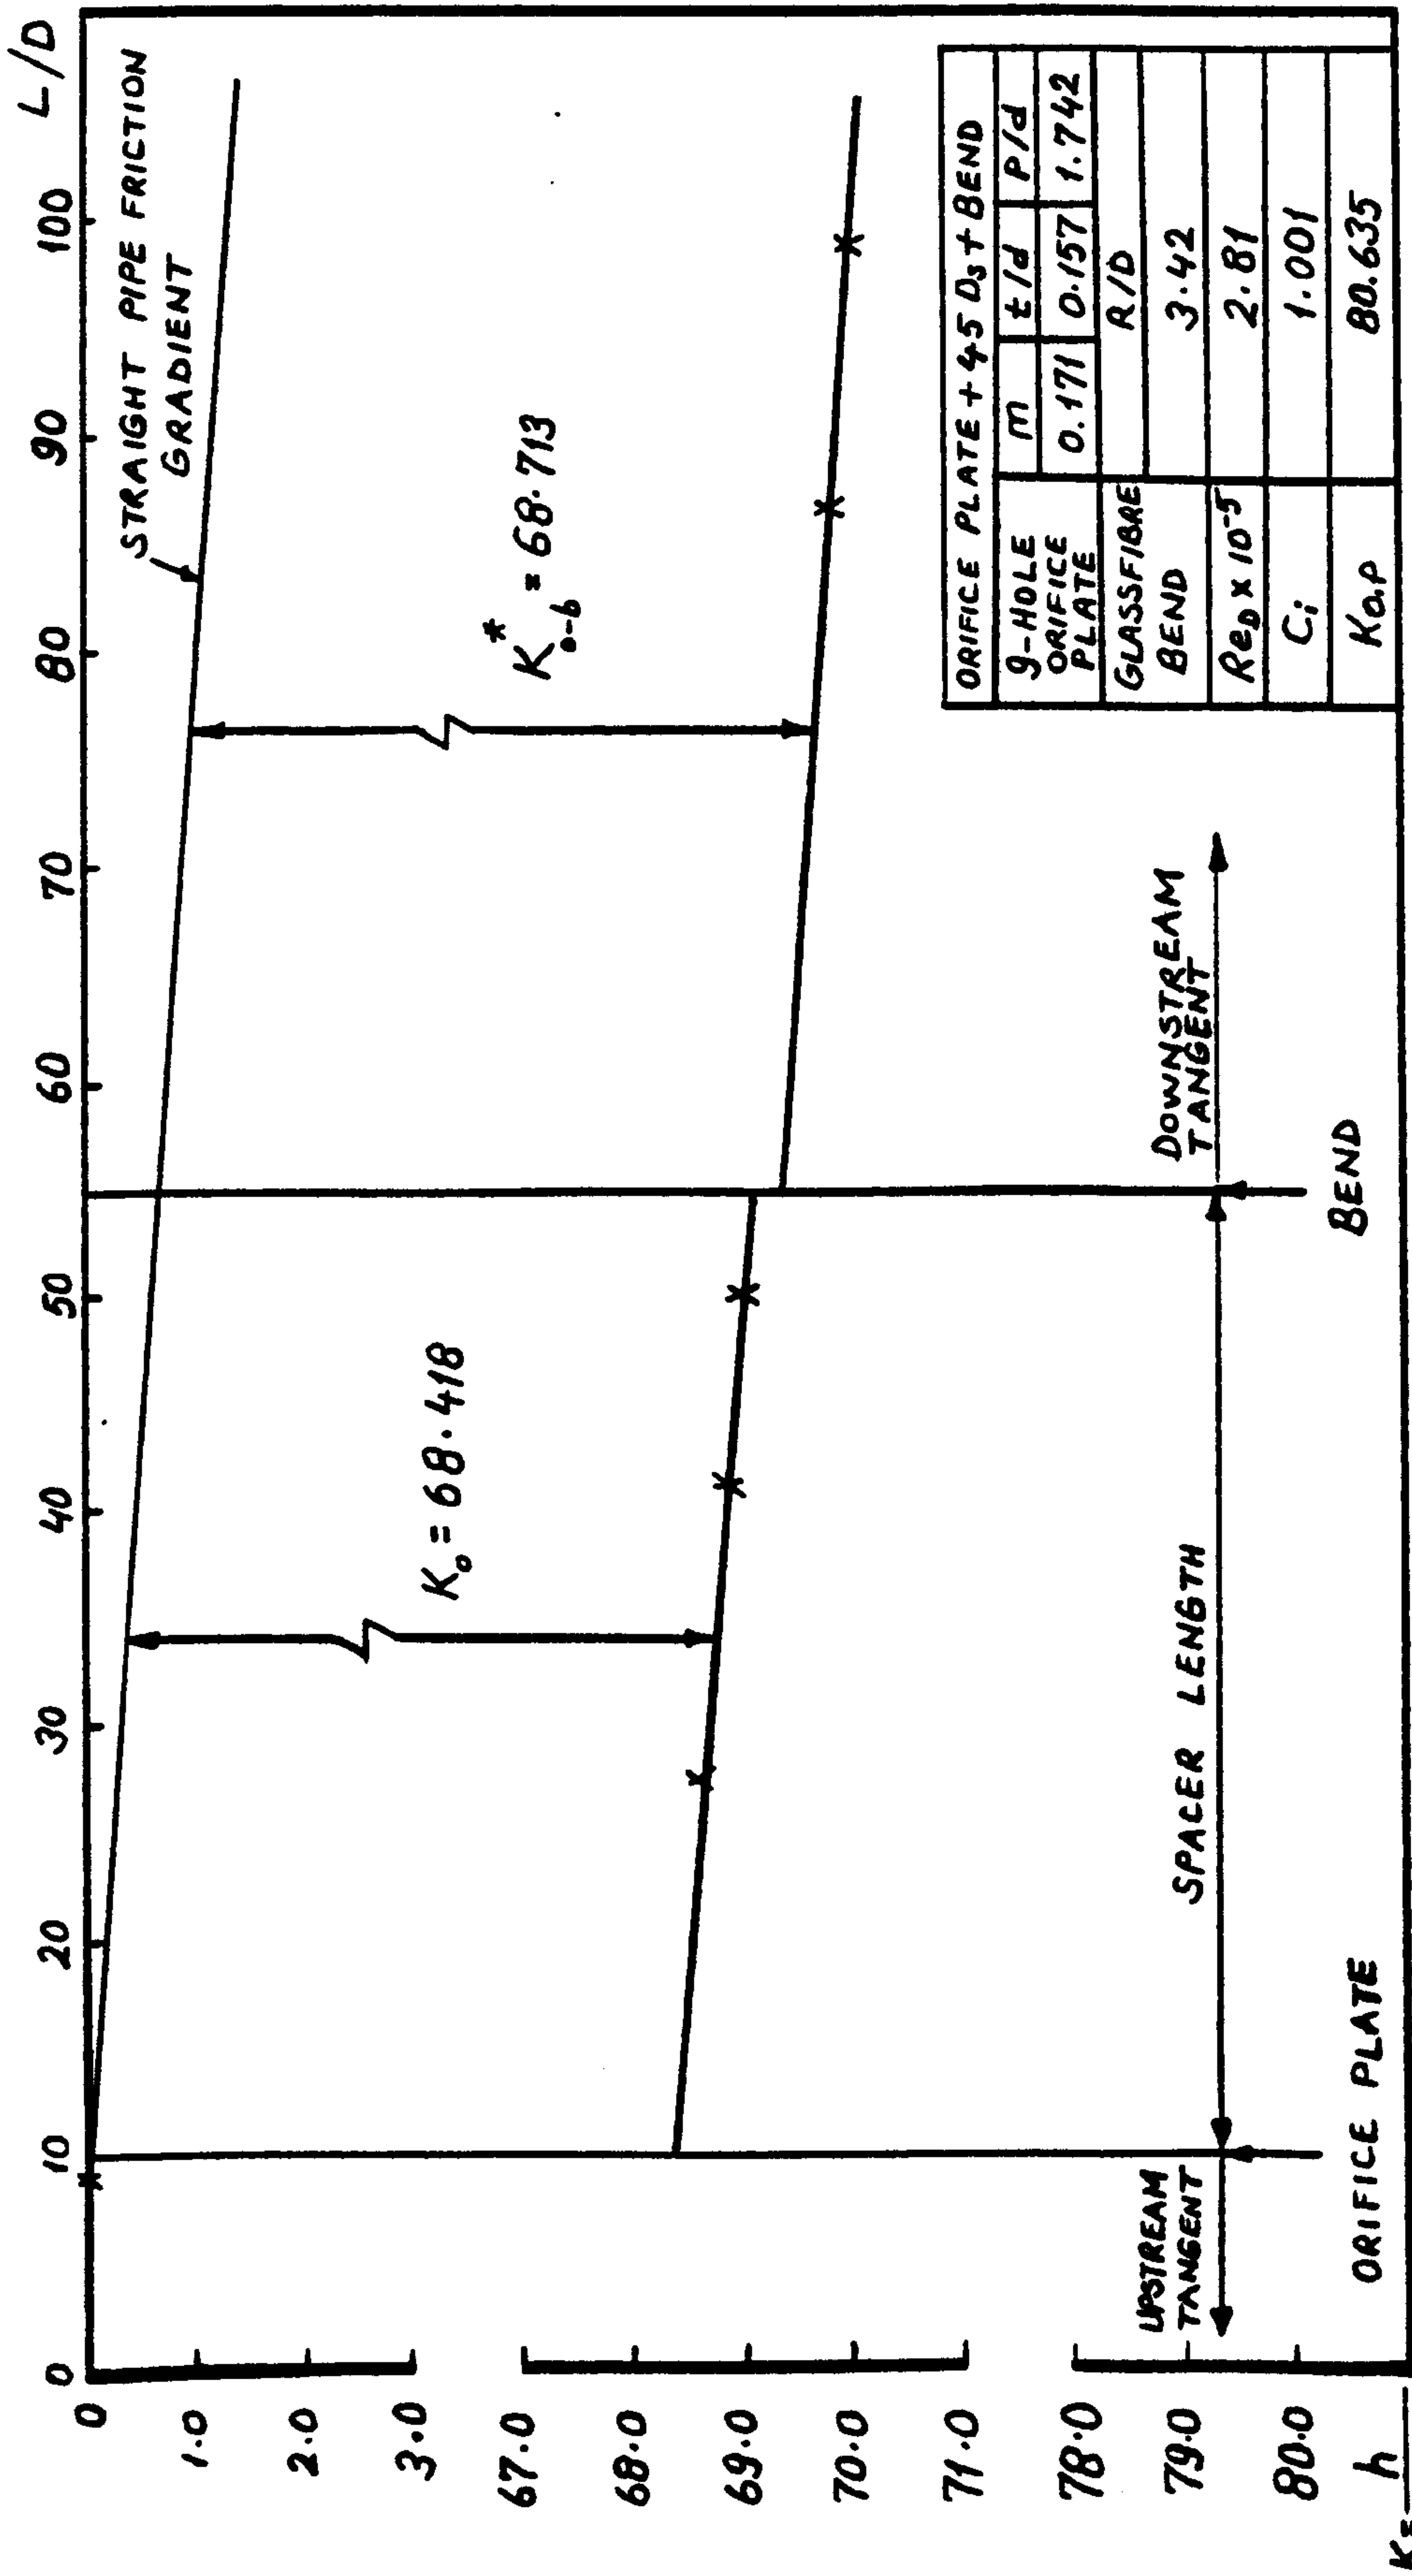 L/D
0 10 20 30 40 50 60 70 80 90 100
STRAIGHT PIPE FRICTION
GRADIENT
0
1.0
2.0
3.0
67.0
68.0
69.0
70.0
71.0
78.0
79.0
80.0
h
K₀ = 68.418
K*₀₋b = 68.713
UPSTREAM
TANGENT
SPACER LENGTH
DOWNSTREAM
TANGENT
ORIFICE PLATE
BEND
ORIFICE PLATE + 45 Ds + BEND
9-HOLE ORIFICE PLATE m t/d P/d
0.171 0.157 1.742
GLASSFIBRE BEND R/D
3.42
ReD x 10⁻⁵ 2.81
Ci 1.001
Ko.p 80.635